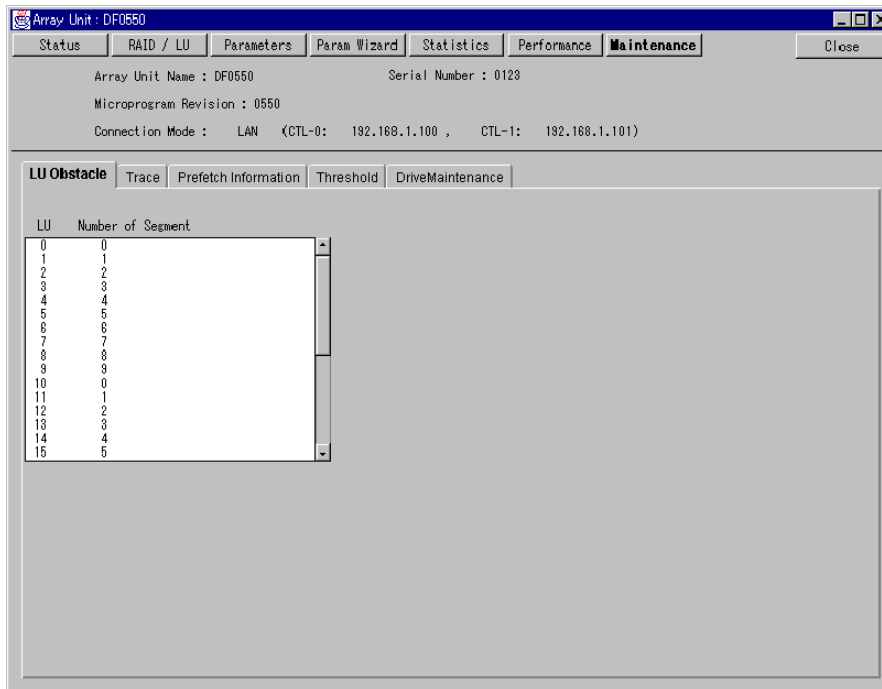 Array Unit : DF0550
Status RAID / LU Parameters Param Wizard Statistics Performance Maintenance Close
Array Unit Name : DF0550 Serial Number : 0123
Microprogram Revision : 0550
Connection Mode : LAN (CTL-0: 192.168.1.100 , CTL-1: 192.168.1.101)
LU Obstacle Trace Prefetch Information Threshold DriveMaintenance
LU Number of Segment
0 0
1 1
2 2
3 3
4 4
5 5
6 6
7 7
8 8
9 9
10 0
11 1
12 2
13 3
14 4
15 5